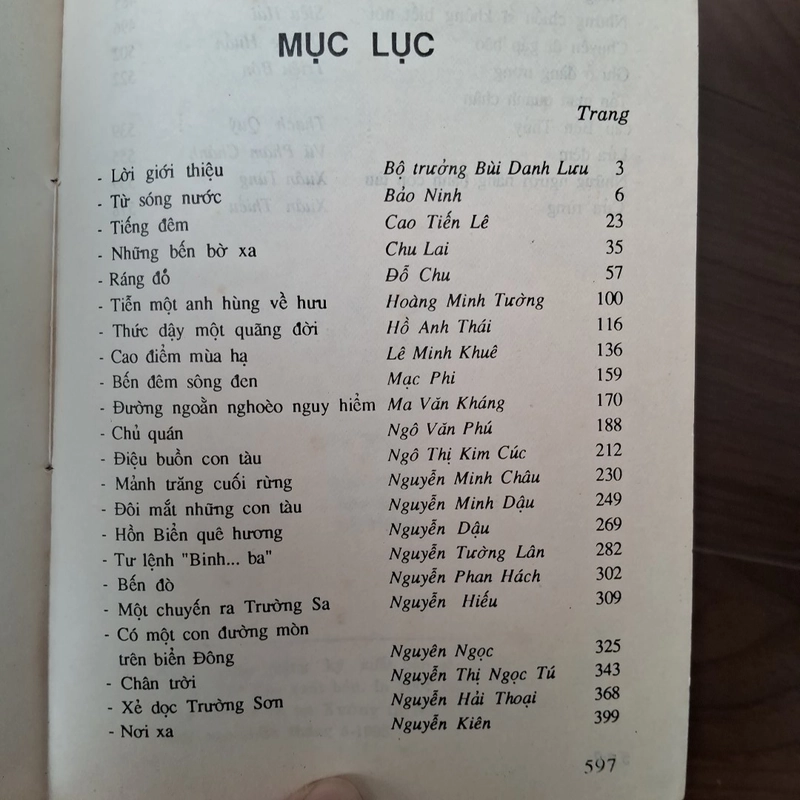 MỤC LỤC
Trang
- Lời giới thiệu Bộ trưởng Bùi Danh Lưu 3
- Từ sóng nước Bảo Ninh 6
- Tiếng đêm Cao Tiến Lê 23
- Những bến bờ xa Chu Lai 35
- Ráng đỏ Đỗ Chu 57
- Tiễn một anh hùng về hưu Hoàng Minh Tường 100
- Thức dậy một quãng đời Hồ Anh Thái 116
- Cao điểm mùa hạ Lê Minh Khuê 136
- Bến đêm sông đen Mạc Phi 159
- Đường ngoằn nghoèo nguy hiểm Ma Văn Kháng 170
- Chủ quán Ngô Văn Phú 188
- Điệu buồn con tàu Ngô Thị Kim Cúc 212
- Mảnh trăng cuối rừng Nguyễn Minh Châu 230
- Đôi mắt những con tàu Nguyễn Minh Dậu 249
- Hồn Biển quê hương Nguyễn Dậu 269
- Tư lệnh "Binh... ba" Nguyễn Tường Lân 282
- Bến đò Nguyễn Phan Hách 302
- Một chuyến ra Trường Sa Nguyễn Hiếu 309
- Có một con đường mòn
trên biển Đông Nguyên Ngọc 325
- Chân trời Nguyễn Thị Ngọc Tú 343
- Xẻ dọc Trường Sơn Nguyễn Hải Thoại 368
- Nơi xa Nguyễn Kiên 399
597